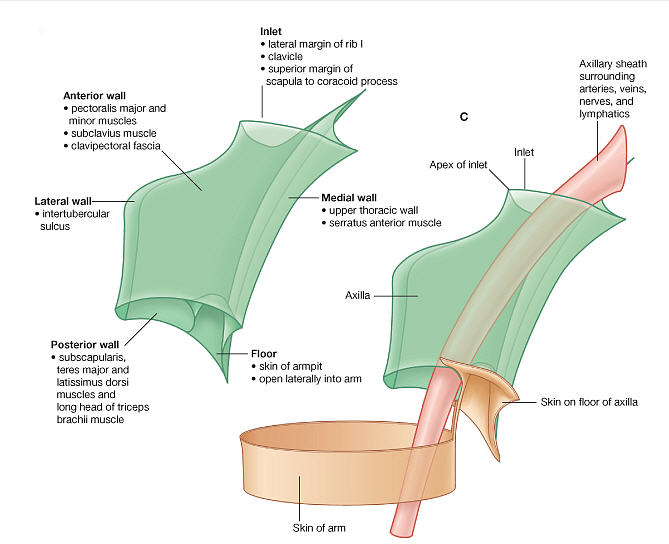 Inlet
• lateral margin of rib I
• clavicle
• superior margin of
scapula to coracoid process
Anterior wall
• pectoralis major and
minor muscles
• subclavius muscle
• clavipectoral fascia
Lateral wall
• intertubercular
sulcus
Medial wall
• upper thoracic wall
• serratus anterior muscle
Posterior wall
• subscapularis,
teres major and
latissimus dorsi
muscles and
long head of triceps
brachii muscle
Floor
• skin of armpit
• open laterally into arm
C
Axillary sheath
surrounding
arteries, veins,
nerves, and
lymphatics
Inlet
Apex of inlet
Axilla
Skin on floor of axilla
Skin of arm